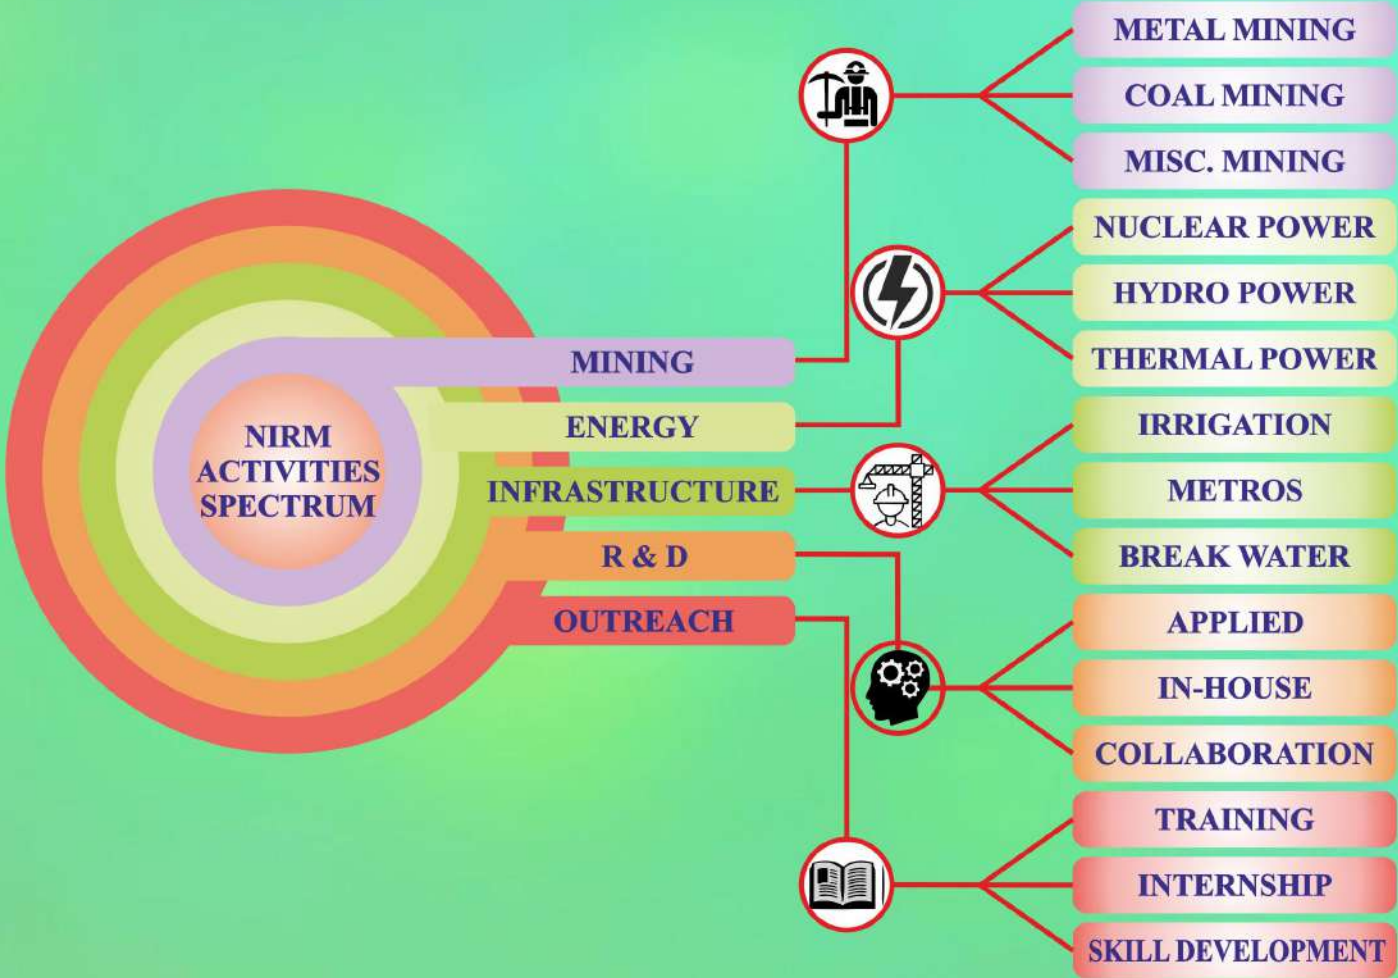 NIRM
ACTIVITIES
SPECTRUM
MINING
ENERGY
INFRASTRUCTURE
R & D
OUTREACH
METAL MINING
COAL MINING
MISC. MINING
NUCLEAR POWER
HYDRO POWER
THERMAL POWER
IRRIGATION
METROS
BREAK WATER
APPLIED
IN-HOUSE
COLLABORATION
TRAINING
INTERNSHIP
SKILL DEVELOPMENT